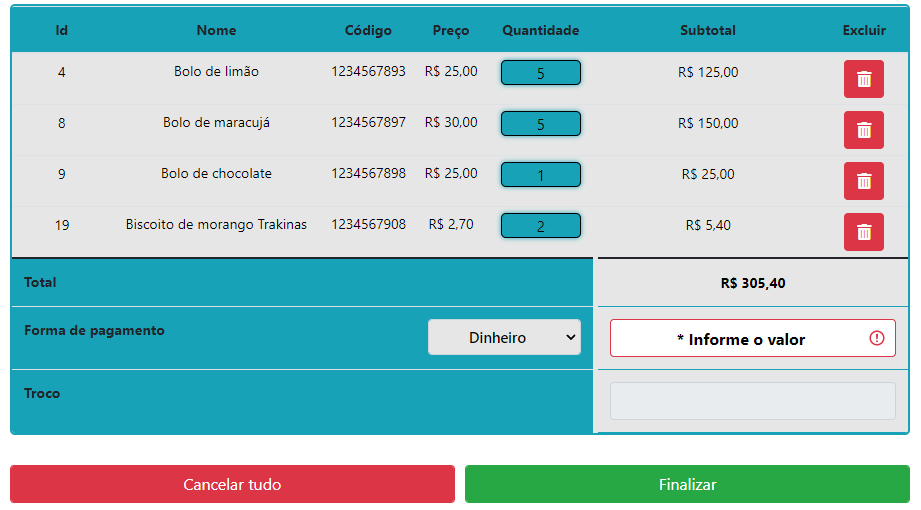 Id Nome Código Preço Quantidade Subtotal Excluir
4 Bolo de limão 1234567893 R$ 25,00 5 R$ 125,00
8 Bolo de maracujá 1234567897 R$ 30,00 5 R$ 150,00
9 Bolo de chocolate 1234567898 R$ 25,00 1 R$ 25,00
19 Biscoito de morango Trakinas 1234567908 R$ 2,70 2 R$ 5,40
Total R$ 305,40
Forma de pagamento Dinheiro * Informe o valor
Troco
Cancelar tudo Finalizar